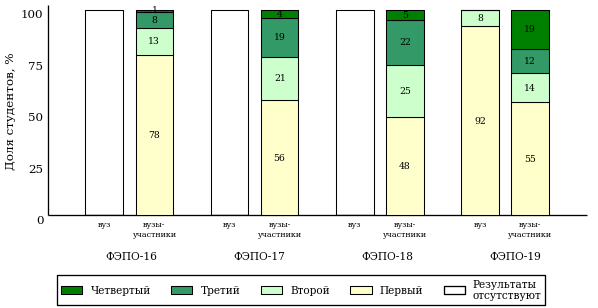 100
75
50
25
0
Доля студентов, %
1
8
13
78
4
19
21
56
5
22
25
48
8
92
19
12
14
55
вуз
вузы-
участники
вуз
вузы-
участники
вуз
вузы-
участники
вуз
вузы-
участники
ФЭПО-16
ФЭПО-17
ФЭПО-18
ФЭПО-19
Четвертый
Третий
Второй
Первый
Результаты
отсутствуют